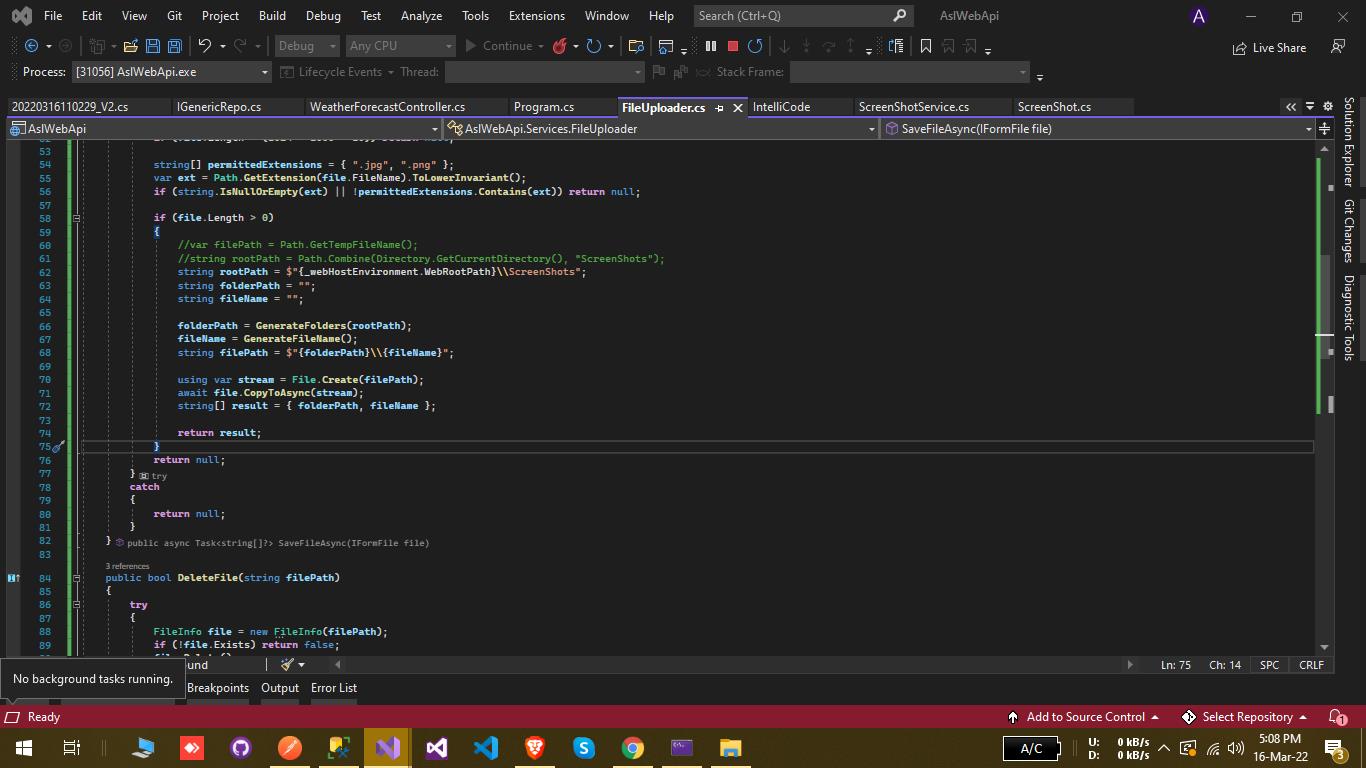 File Edit View Git Project Build Debug Test Analyze Tools Extensions Window Help Search (Ctrl+Q) AslWebApi A
Debug Any CPU Continue Live Share
Process: [31056] AslWebApi.exe Lifecycle Events Thread: Stack Frame:
20220316110229_V2.cs IGenericRepo.cs WeatherForecastController.cs Program.cs FileUploader.cs IntelliCode ScreenShotService.cs ScreenShot.cs
AslWebApi AslWebApi.Services.FileUploader SaveFileAsync(IFormFile file)
53
54 string[] permittedExtensions = { ".jpg", ".png" };
55 var ext = Path.GetExtension(file.FileName).ToLowerInvariant();
56 if (string.IsNullOrEmpty(ext) || !permittedExtensions.Contains(ext)) return null;
57
58 if (file.Length > 0)
59 {
60 //var filePath = Path.GetTempFileName();
61 //string rootPath = Path.Combine(Directory.GetCurrentDirectory(), "ScreenShots");
62 string rootPath = $"{_webHostEnvironment.WebRootPath}\\ScreenShots";
63 string folderPath = "";
64 string fileName = "";
65
66 folderPath = GenerateFolders(rootPath);
67 fileName = GenerateFileName();
68 string filePath = $"{folderPath}\\{fileName}";
69
70 using var stream = File.Create(filePath);
71 await file.CopyToAsync(stream);
72 string[] result = { folderPath, fileName };
73
74 return result;
75 }
76 return null;
77 } try
78 catch
79 {
80 return null;
81 }
82 } public async Task<string[]?> SaveFileAsync(IFormFile file)
83
3 references
84 public bool DeleteFile(string filePath)
85 {
86 try
87 {
88 FileInfo file = new FileInfo(filePath);
89 if (!file.Exists) return false;
Solution Explorer
Git Changes
Diagnostic Tools
ound Ln: 75 Ch: 14 SPC CRLF
No background tasks running.
Breakpoints Output Error List
Ready Add to Source Control Select Repository 1
A/C U: 0 kB/s
D: 0 kB/s
5:08 PM
16-Mar-22
3